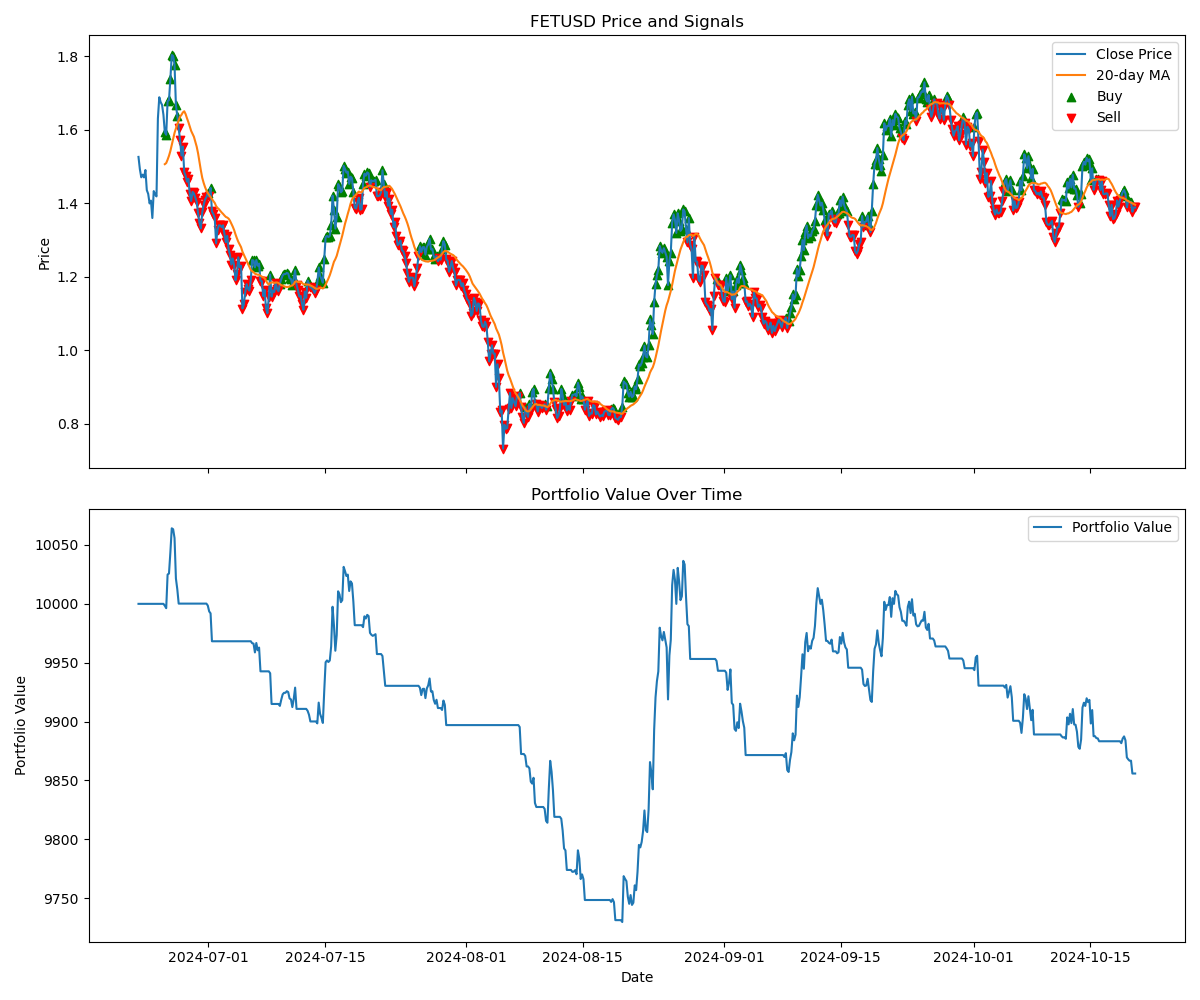 FETUSD Price and Signals
Price
1.8
1.6
1.4
1.2
1.0
0.8
Close Price
20-day MA
Buy
Sell
Portfolio Value Over Time
Portfolio Value
10050
10000
9950
9900
9850
9800
9750
Portfolio Value
2024-07-01 2024-07-15 2024-08-01 2024-08-15 2024-09-01 2024-09-15 2024-10-01 2024-10-15
Date